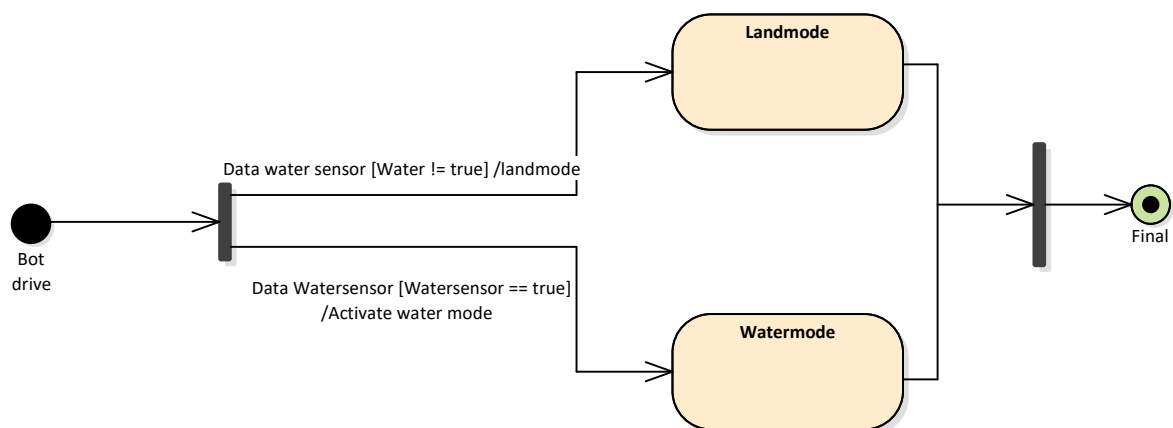 Landmode
Data water sensor [Water != true] /landmode
Bot
drive
Final
Data Watersensor [Watersensor == true]
/Activate water mode
Watermode